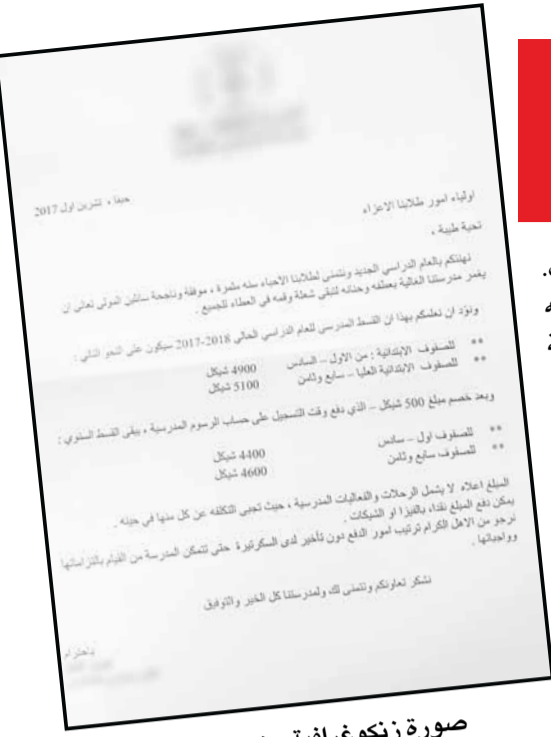 حيفا ، تشرين اول 2017
اولياء امور طلابنا الاعزاء
تحية طيبة ،
نهنئكم بالعام الدراسي الجديد ونتمنى لطلابنا الاحباء سنه مثمرة ، موفقة وناجحة سائلين المولى تعالى ان
يغمر مدرستنا الغالية بعطفه وحنانه لتبقى شعلة وقمه في العطاء للجميع .
ونود ان نعلمكم بهذا ان القسط المدرسي للعام الدراسي الحالي 2017-2018 سيكون على النحو التالي :
** للصفوف الابتدائية : من الاول – السادس 4900 شيكل
** للصفوف الابتدائية العليا – سابع وثامن 5100 شيكل
وبعد خصم مبلغ 500 شيكل – الذي دفع وقت التسجيل على حساب الرسوم المدرسية ، يبقى القسط السنوي :
** للصفوف اول – سادس 4400 شيكل
** للصفوف سابع وثامن 4600 شيكل
المبلغ اعلاه لا يشمل الرحلات والفعاليات المدرسية ، حيث تجبى التكلفه عن كل منها في حينه .
يمكن دفع المبلغ نقدا، بالفيزا او الشيكات .
نرجو من الاهل الكرام ترتيب امور الدفع دون تأخير لدى السكرتيرة حتى تتمكن المدرسة من القيام بالتزاماتها
وواجباتها .
نشكر تعاونكم ونتمنى لك ولمدرستنا كل الخير والتوفيق
باحترام
صورة